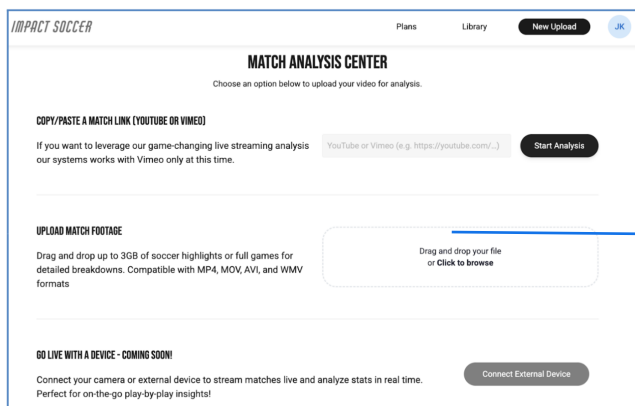 IMPACT SOCCER
Plans
Library
New Upload
JK
MATCH ANALYSIS CENTER
Choose an option below to upload your video for analysis.
COPY/PASTE A MATCH LINK (YOUTUBE OR VIMEO)
If you want to leverage our game-changing live streaming analysis
our systems works with Vimeo only at this time.
YouTube or Vimeo (e.g. https://youtube.com/...)
Start Analysis
UPLOAD MATCH FOOTAGE
Drag and drop up to 3GB of soccer highlights or full games for
detailed breakdowns. Compatible with MP4, MOV, AVI, and WMV
formats
Drag and drop your file
or Click to browse
GO LIVE WITH A DEVICE - COMING SOON!
Connect your camera or external device to stream matches live and analyze stats in real time.
Perfect for on-the-go play-by-play insights!
Connect External Device